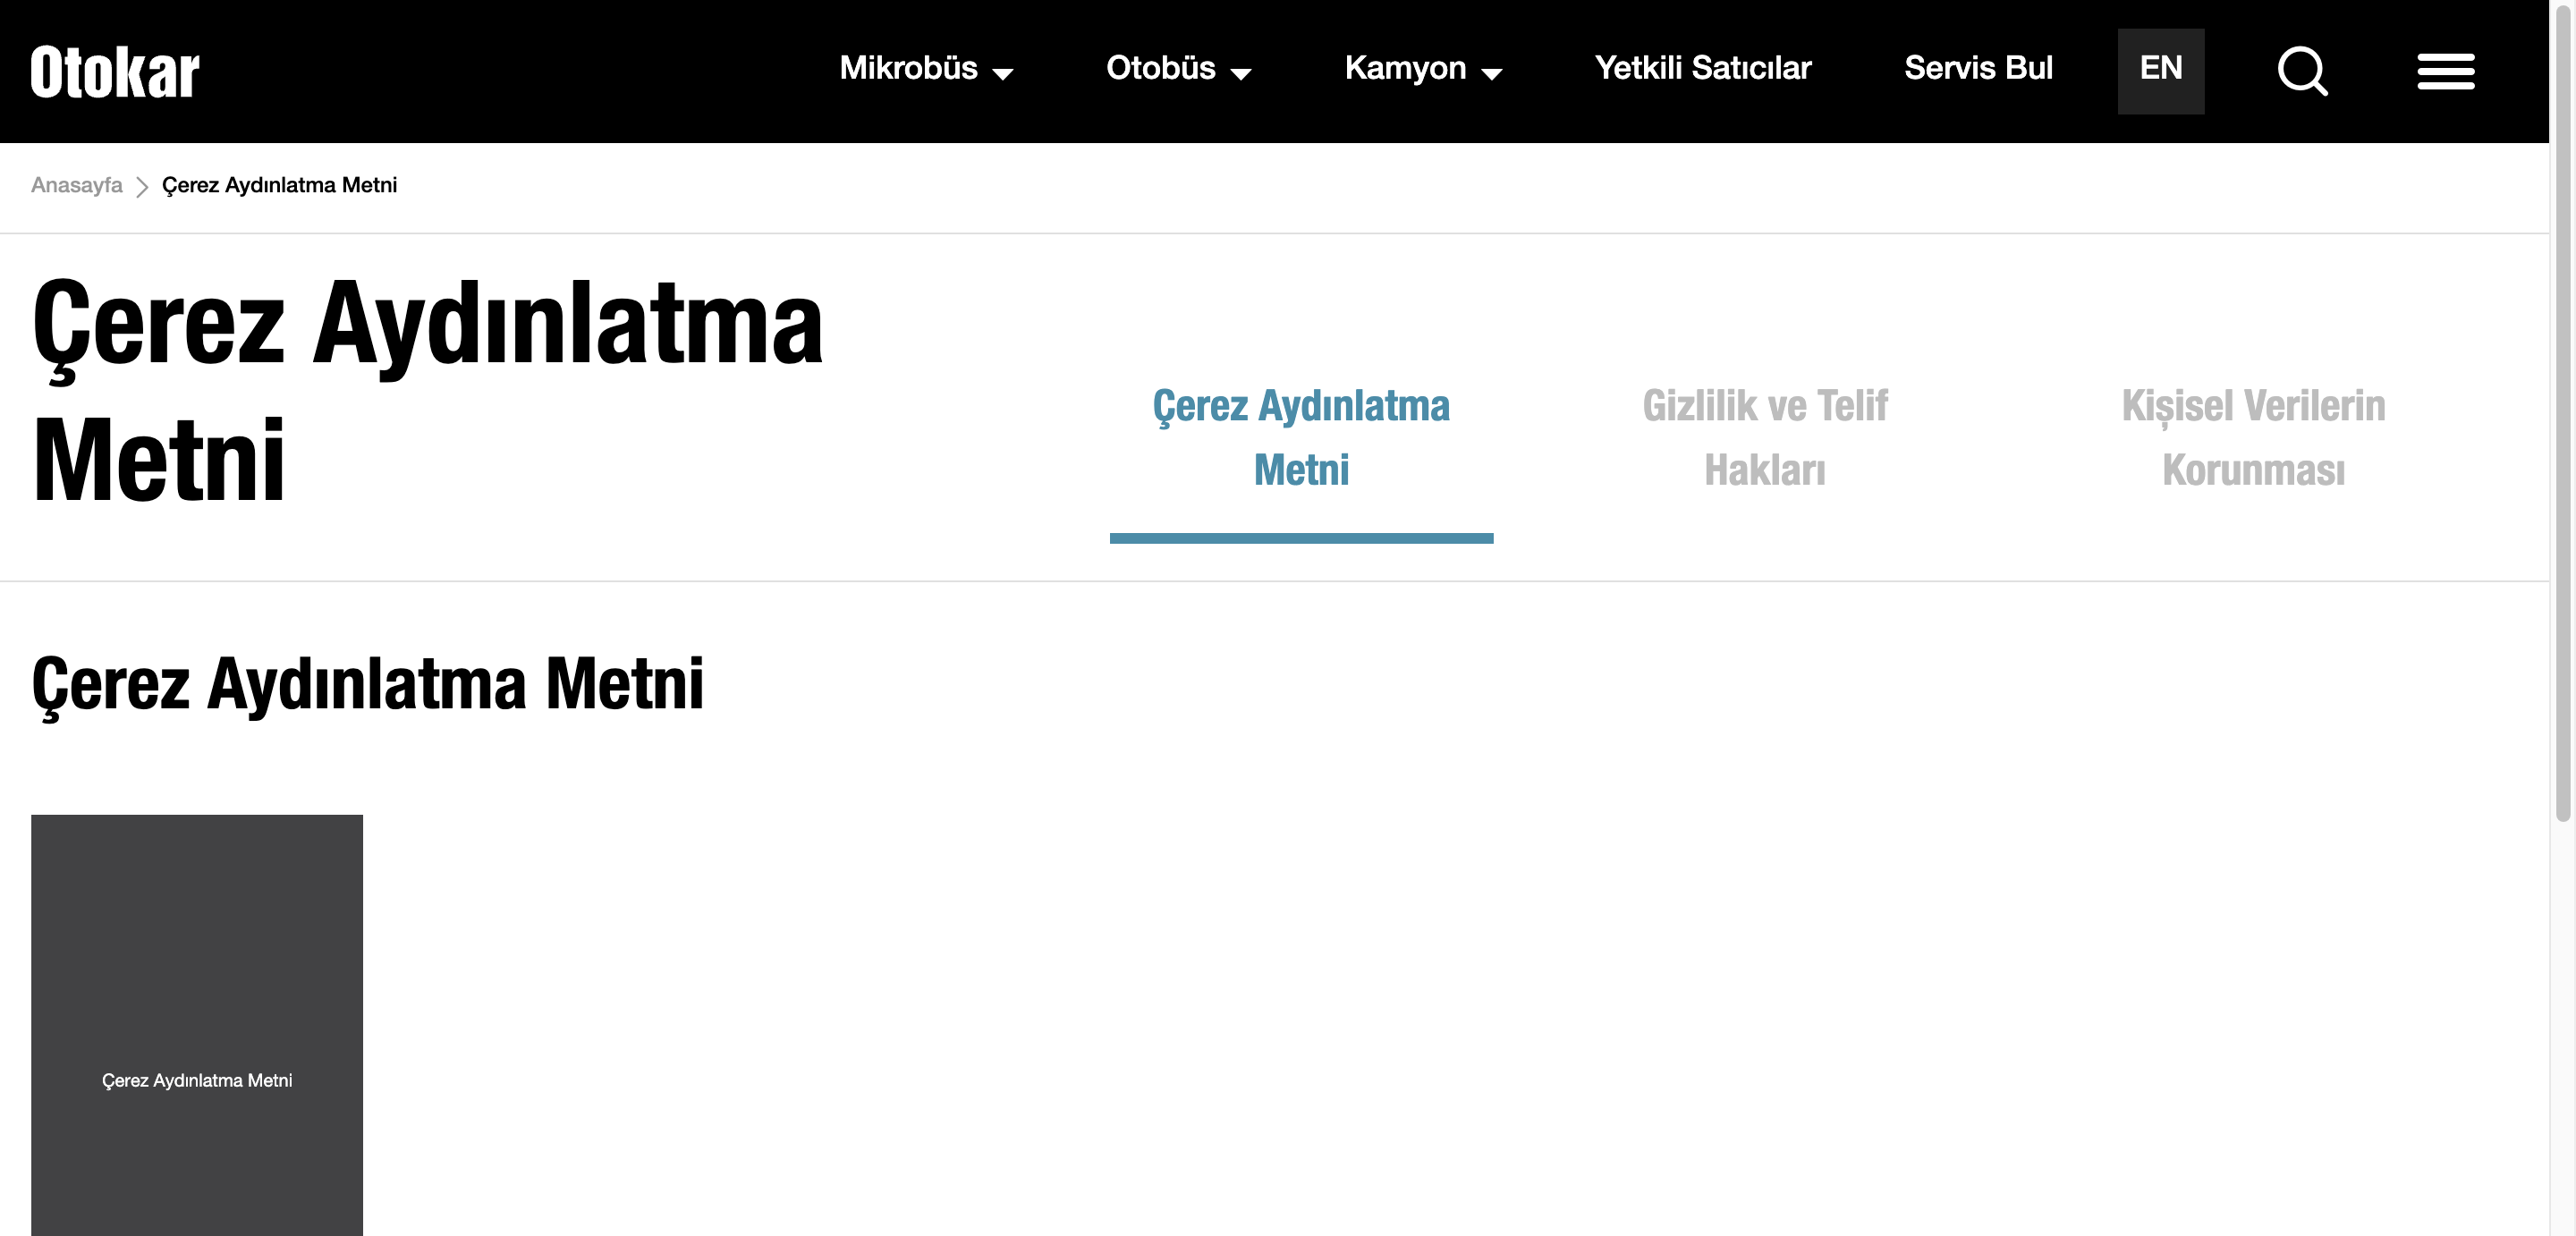 Otokar
Mikrobüs
Otobüs
Kamyon
Yetkili Satıcılar
Servis Bul
EN
Anasayfa
Çerez Aydınlatma Metni
Çerez Aydınlatma
Metni
Çerez Aydınlatma
Metni
Gizlilik ve Telif
Hakları
Kişisel Verilerin
Korunması
Çerez Aydınlatma Metni
Çerez Aydınlatma Metni